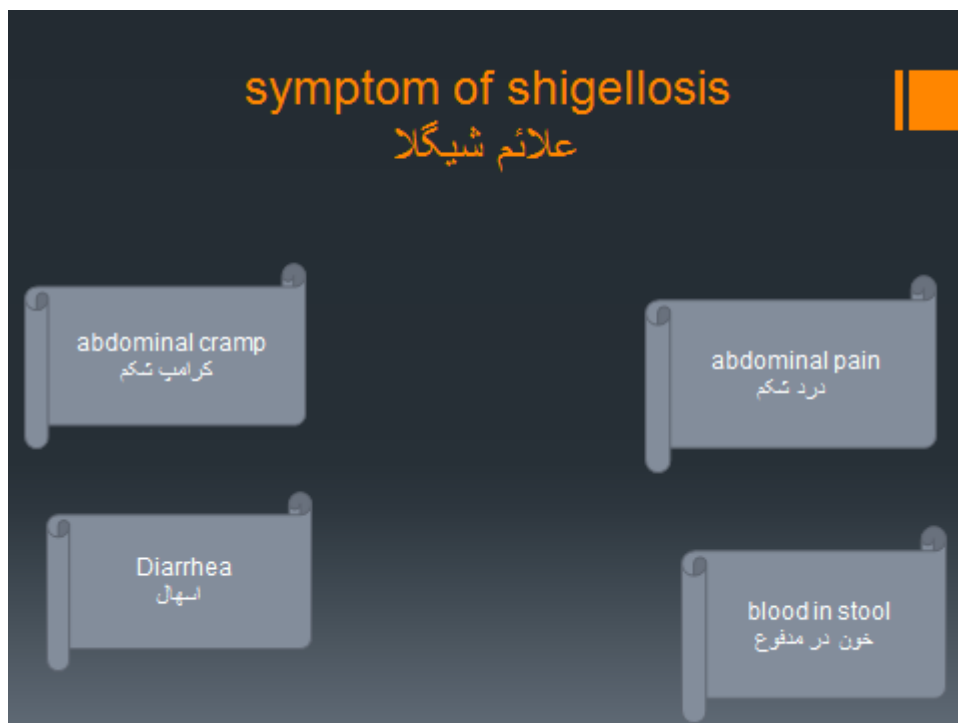 symptom of shigellosis
علائم شیگلا
abdominal cramp
کرامپ شکم
abdominal pain
درد شکم
Diarrhea
اسهال
blood in stool
خون در مدفوع